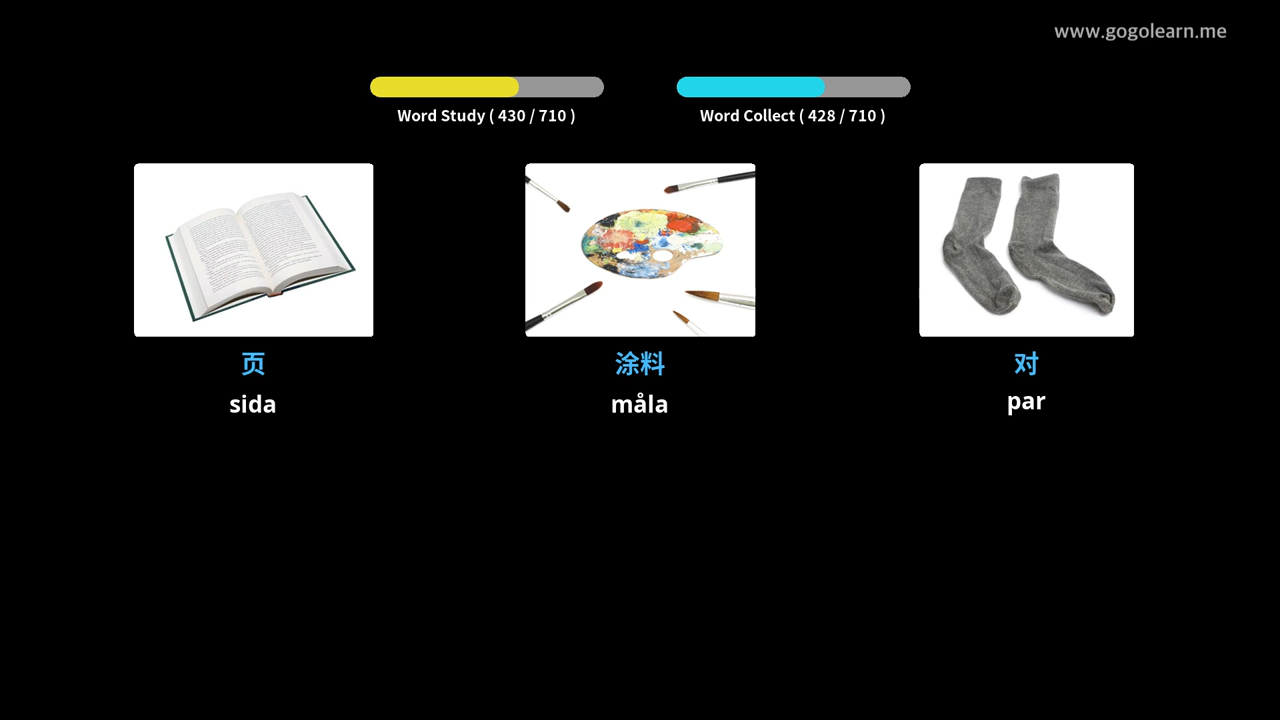 www.gogolearn.me
Word Study ( 430 / 710 )
Word Collect ( 428 / 710 )
页
涂料
对
sida
måla
par